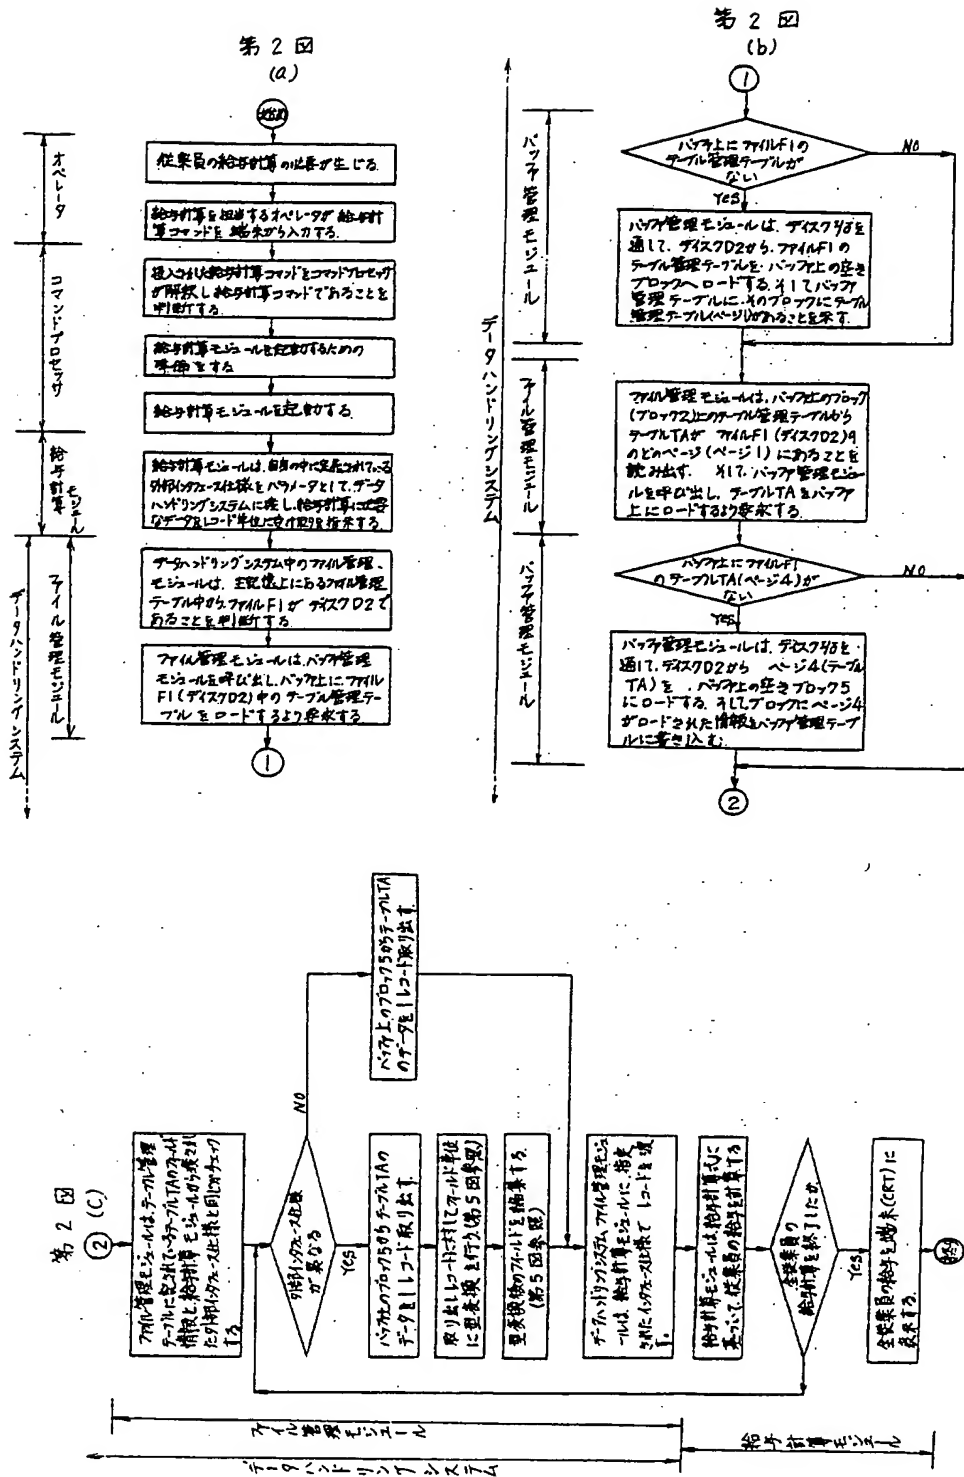 第2図
(a)
始動
オペレータ
従業員の給与計算の必要が生じる.
給与計算を担当するオペレータが給与計
算コマンドを端末から入力する.
コマンドプロセッサ
投入された給与計算コマンドをコマンドプロセッサ
が解釈し給与計算コマンドであることを
判断する.
給与計算モジュールを起動するための
準備をする.
給与計算モジュールを起動する.
給与計算
モジュール
給与計算モジュールは、自身の中に定義されている
外部インタフェース仕様をパラメータとして、データ
ハンドリングシステムに渡し、給与計算に必要
なデータをレコード単位に受け取りを指示する.
データハンドリングシステム
ファイル管理モジュール
データハンドリングシステム中のファイル管理
モジュールは、主記憶上にあるファイル管理
テーブル中から、ファイルF1がディスクD2で
あることを判断する.
ファイル管理モジュールは、バッファ管理
モジュールを呼び出し、バッファ上に、ファイル
F1(ディスクD2)中のテーブル管理テー
ブルをロードするよう要求する.
1
第2図
(b)
1
データハンドリングシステム
バッファ管理モジュール
バッファ上にファイルF1の
テーブル管理テーブルが
ない
NO
YES
バッファ管理モジュールは、ディスクI/Oを
通して、ディスクD2から、ファイルF1の
テーブル管理テーブルを、バッファ上の空き
ブロックへロードする。そしてバッファ
管理テーブルに、そのブロックにテーブル
管理テーブル(ページ1)があることを示す.
ファイル管理モジュール
ファイル管理モジュールは、バッファ上のブロック
(ブロック2)上のテーブル管理テーブルから
テーブルTAがファイルF1(ディスクD2)内
のどのページ(ページ1)にあることを
読み出す。そして、バッファ管理モジュ
ールを呼び出し、テーブルTAをバッファ
上にロードするよう要求する.
バッファ管理モジュール
バッファ上にファイルF1
のテーブルTA(ページ4)が
ない
NO
YES
バッファ管理モジュールは、ディスクI/Oを
通して、ディスクD2からページ4(テーブル
TA)を、バッファ上の空きブロック5
にロードする。そしてブロックにページ4
がロードされた情報をバッファ管理テーブ
ルに書き込む.
2
第2図
(C)
2
ファイル管理モジュールは、テーブル管理
テーブルに記されているテーブルTAのフィールド
情報と、給与計算モジュールから渡され
た外部インタフェース仕様と同じかチェック
する
外部インタフェース仕様
が異なる
NO
バッファ上のブロック5からテーブルTA
のデータを1レコード取り出す.
YES
バッファ上のブロック5からテーブルTAの
データを1レコード取り出す.
取り出しレコードに対してフィールド単位
に型変換を行う.(第5図参照)
型変換後のフィールドを編集する.
(第5図参照)
データハンドリングシステムファイル管理モジュ
ールは、給与計算モジュールに、指定
されたインタフェース仕様でレコードを渡
す.
給与計算モジュールは給与計算式に
基づいて、従業員の給与を計算する
全従業員の
給与計算を終了したか.
YES
全従業員の給与を端末(CRT)に
表示する.
ファイル管理モジュール
給与計算モジュール
データハンドリングシステム